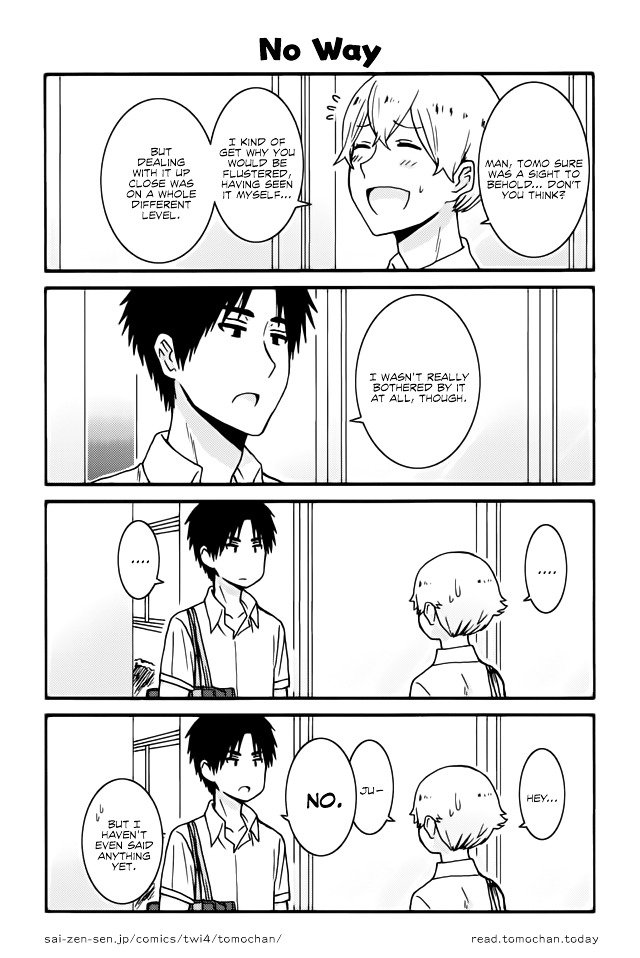 No Way
MAN, TOMO SURE
WAS A SIGHT TO
BEHOLD... DON'T
YOU THINK?
I KIND OF
GET WHY YOU
WOULD BE
FLUSTERED,
HAVING SEEN
IT MYSELF...
BUT
DEALING
WITH IT UP
CLOSE WAS
ON A WHOLE
DIFFERENT
LEVEL.
I WASN'T REALLY
BOTHERED BY IT
AT ALL, THOUGH.
....
....
HEY...
JU-
NO.
BUT I
HAVEN'T
EVEN SAID
ANYTHING
YET.
sai-zen-sen.jp/comics/twi4/tomochan/
read.tomochan.today